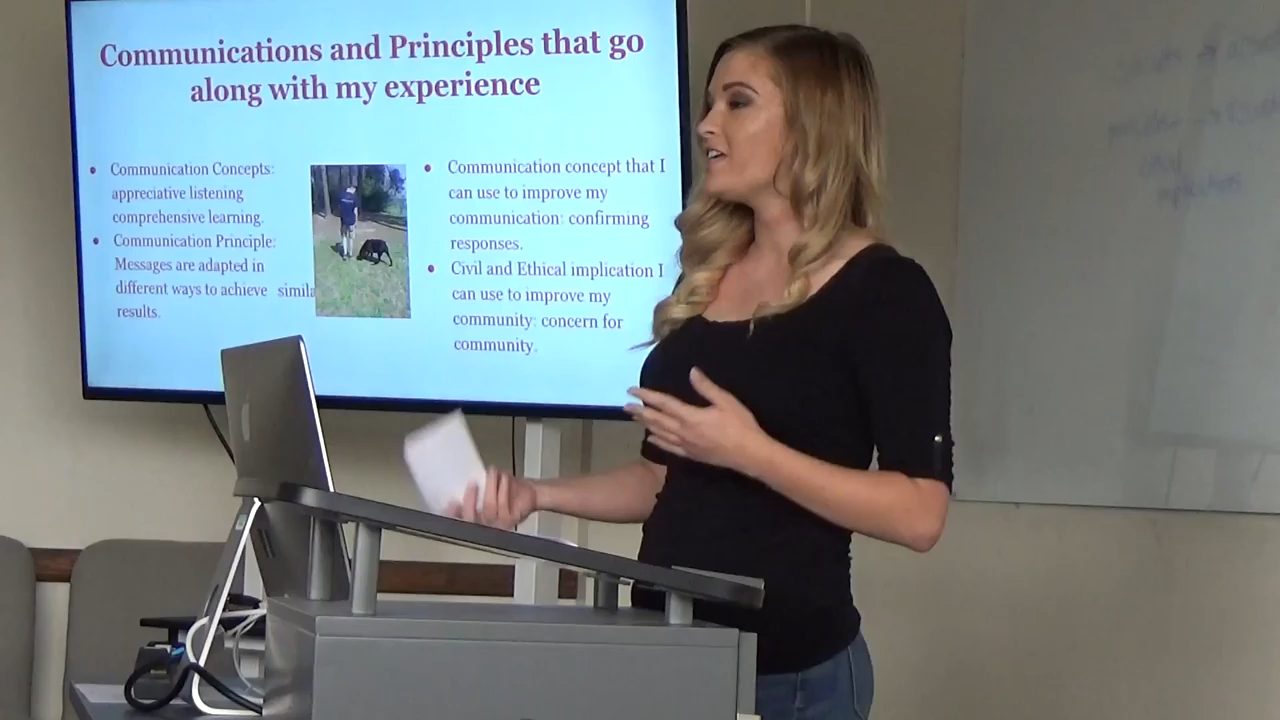 Communications and Principles that go
along with my experience
Communication Concepts:
appreciative listening
comprehensive learning.
Communication Principle:
Messages are adapted in
different ways to achieve simila
results.
Communication concept that I
can use to improve my
communication: confirming
responses.
Civil and Ethical implication I
can use to improve my
community: concern for
community.